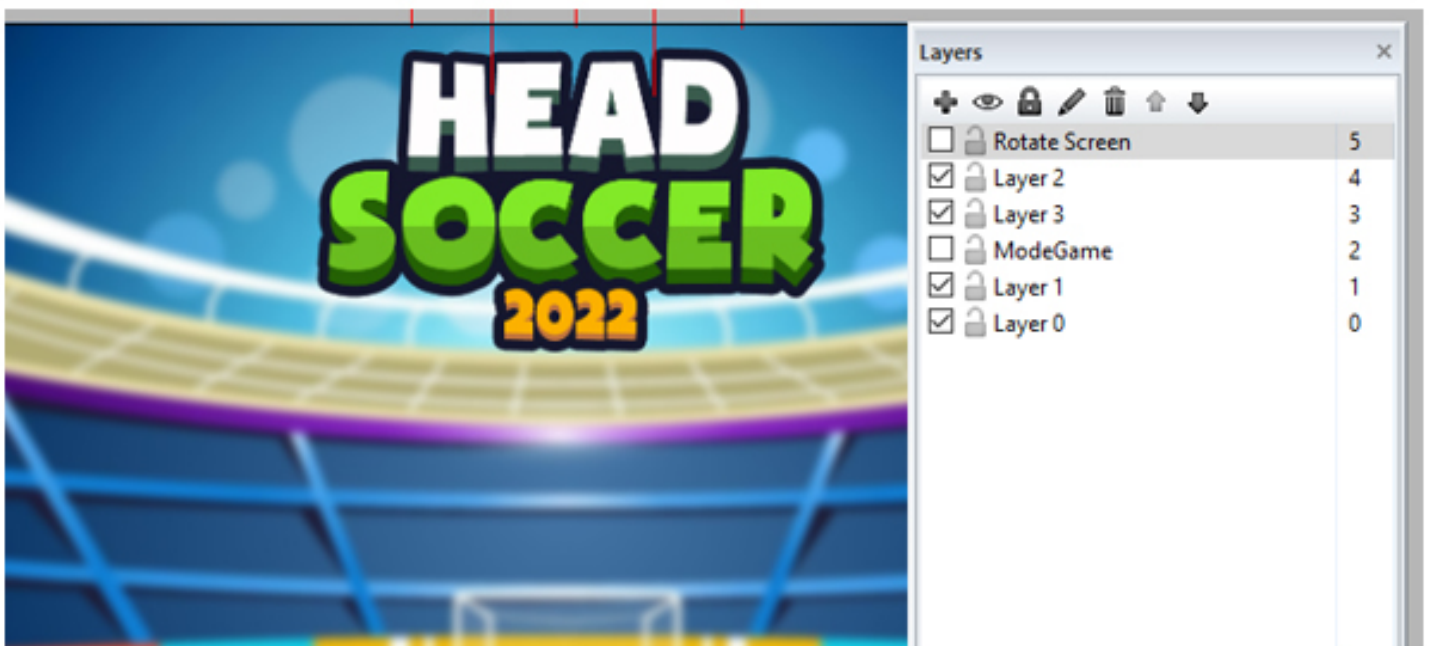 HEAD
SOCCER
2022
Layers
Rotate Screen 5
Layer 2 4
Layer 3 3
ModeGame 2
Layer 1 1
Layer 0 0